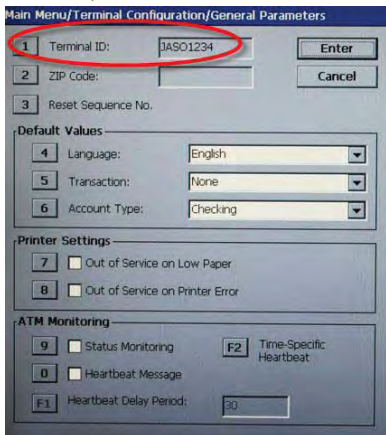 Main Menu/Terminal Configuration/General Parameters
1 Terminal ID: JASO1234 Enter
2 ZIP Code: Cancel
3 Reset Sequence No.
Default Values
4 Language: English
5 Transaction: None
6 Account Type: Checking
Printer Settings
7 Out of Service on Low Paper
8 Out of Service on Printer Error
ATM Monitoring
9 Status Monitoring F2 Time-Specific
Heartbeat
0 Heartbeat Message
F1 Heartbeat Delay Period: 30